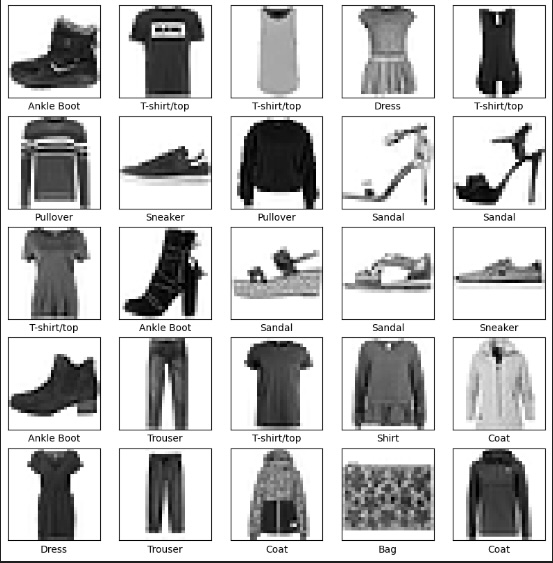 Ankle Boot T-shirt/top T-shirt/top Dress T-shirt/top
Pullover Sneaker Pullover Sandal Sandal
T-shirt/top Ankle Boot Sandal Sandal Sneaker
Ankle Boot Trouser T-shirt/top Shirt Coat
Dress Trouser Coat Bag Coat